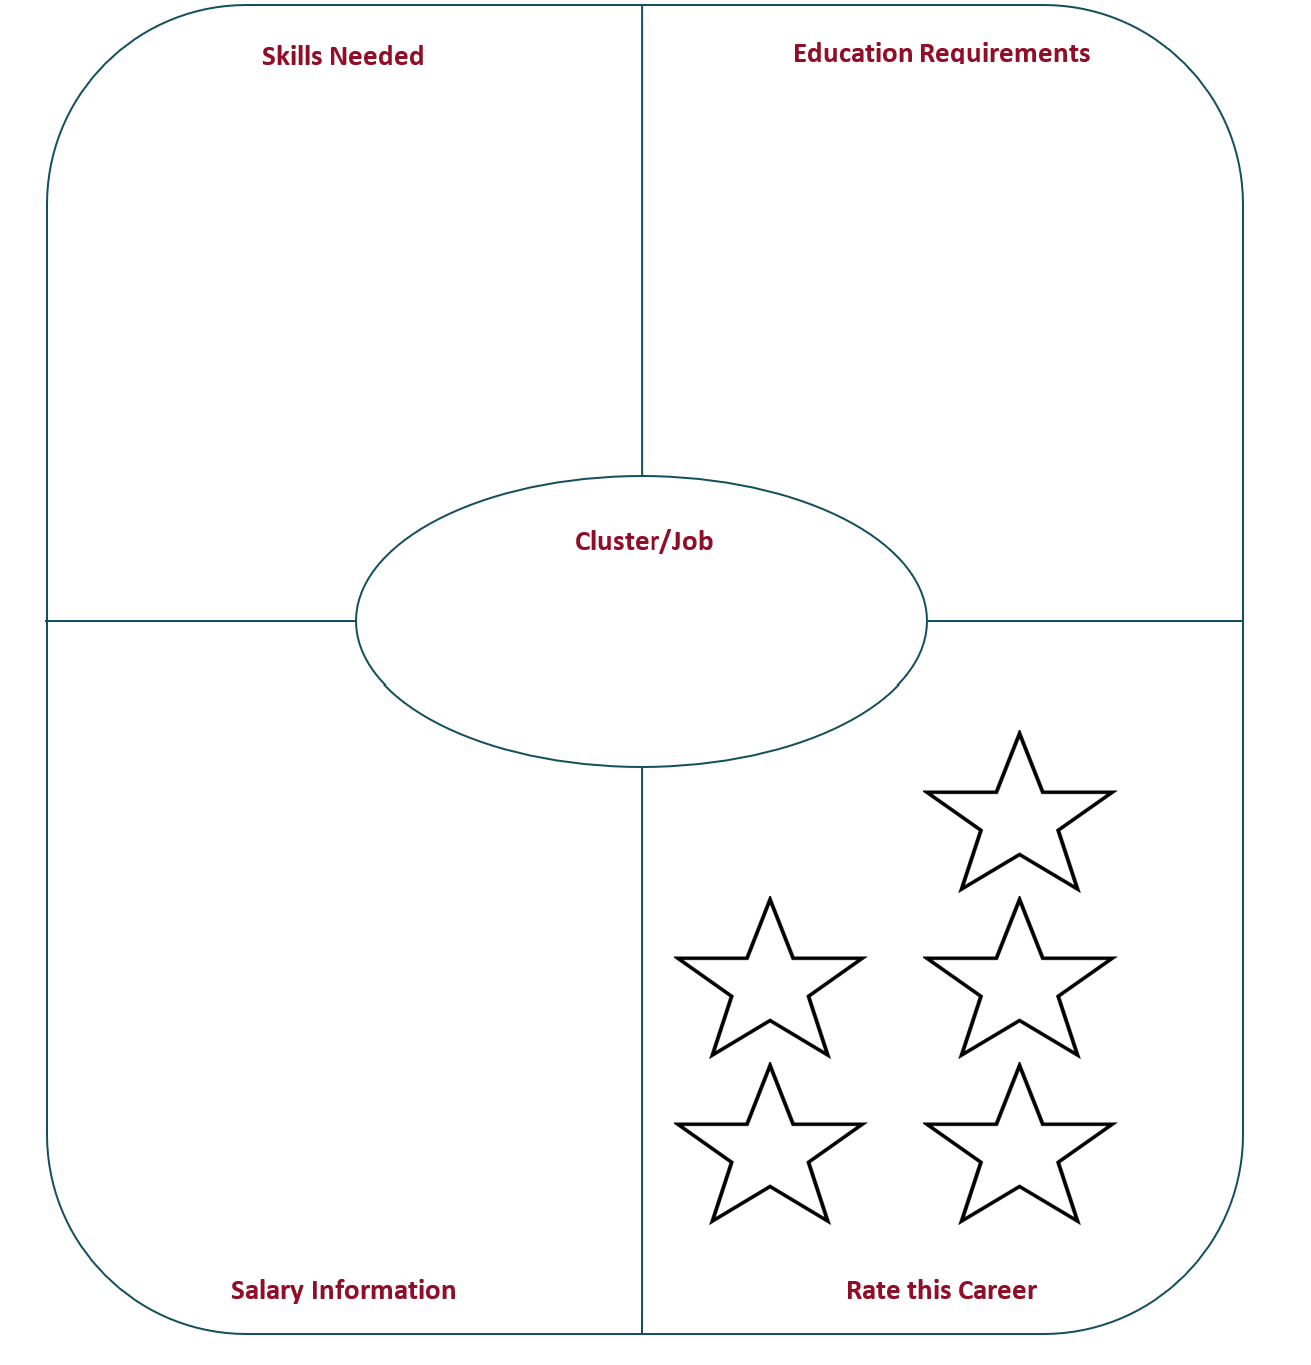 Skills Needed
Education Requirements
Cluster/Job
Salary Information
Rate this Career